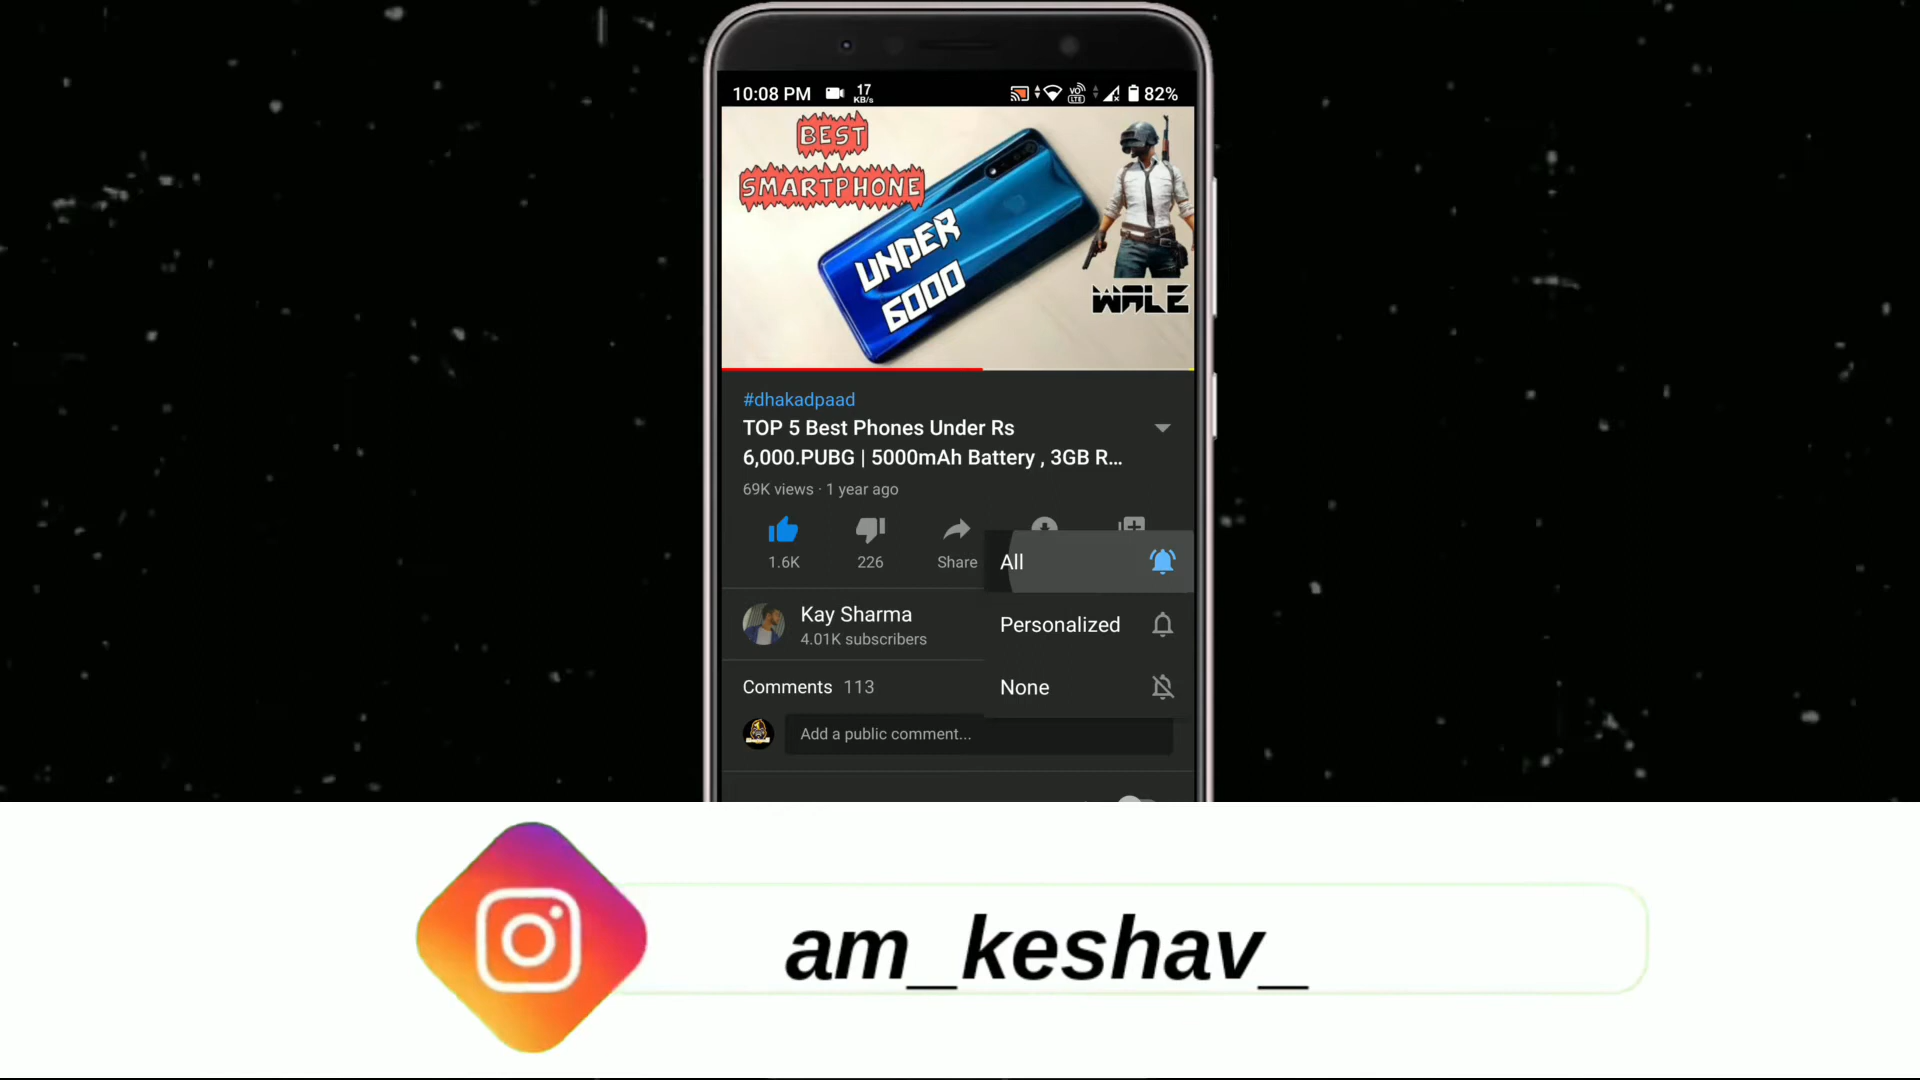 10:08 PM 17 KB/s VO LTE 82%
BEST
SMARTPHONE
UNDER
6000
WALE
#dhakadpaad
TOP 5 Best Phones Under Rs
6,000.PUBG | 5000mAh Battery , 3GB R...
69K views · 1 year ago
1.6K 226 Share
All
Kay Sharma
4.01K subscribers
Personalized
Comments 113
None
Add a public comment...
am_keshav_